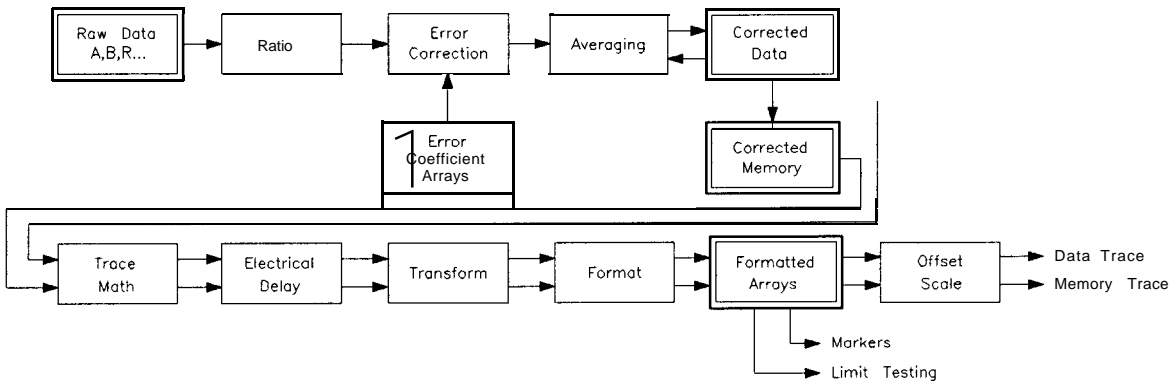 Raw Data
A,B,R...
Ratio
Error
Correction
Averaging
Corrected
Data
Error
Coefficient
Arrays
Corrected
Memory
Trace
Math
Electrical
Delay
Transform
Format
Formatted
Arrays
Offset
Scale
Data Trace
Memory Trace
Markers
Limit Testing